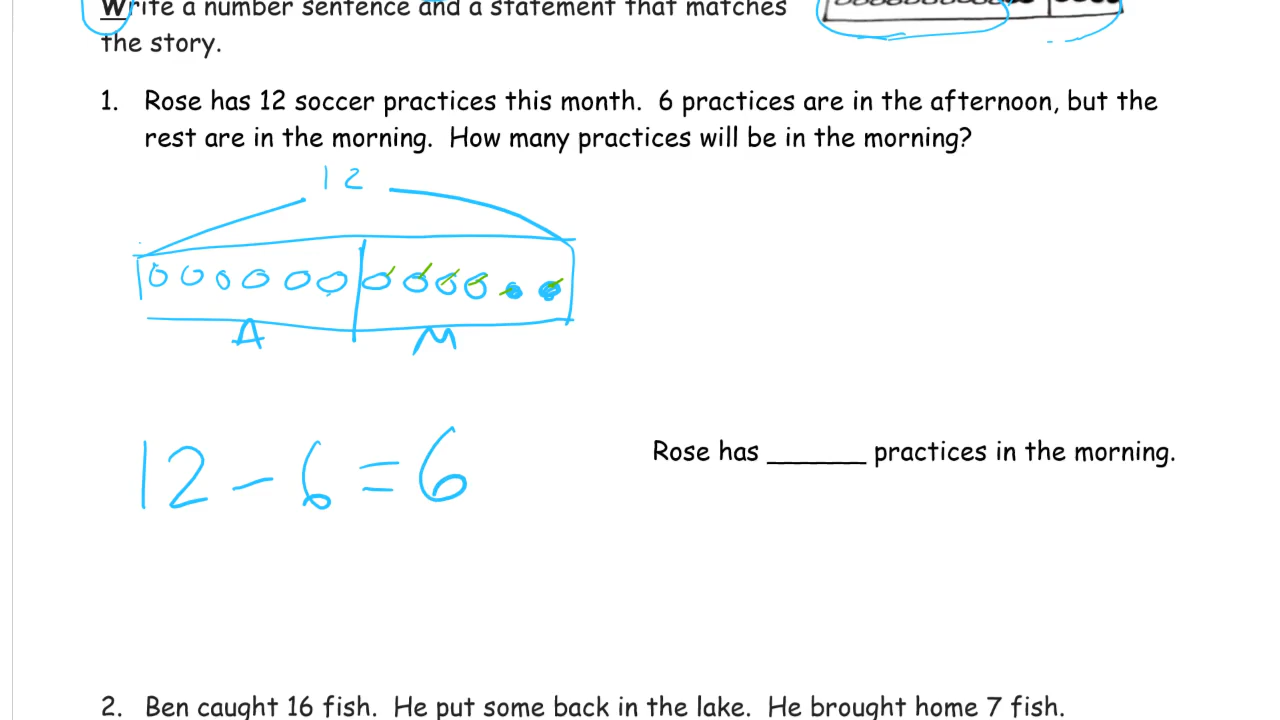 Write a number sentence and a statement that matches
the story.
1. Rose has 12 soccer practices this month. 6 practices are in the afternoon, but the
rest are in the morning. How many practices will be in the morning?
12
A M
12 - 6 = 6
Rose has ______ practices in the morning.
2. Ben caught 16 fish. He put some back in the lake. He brought home 7 fish.